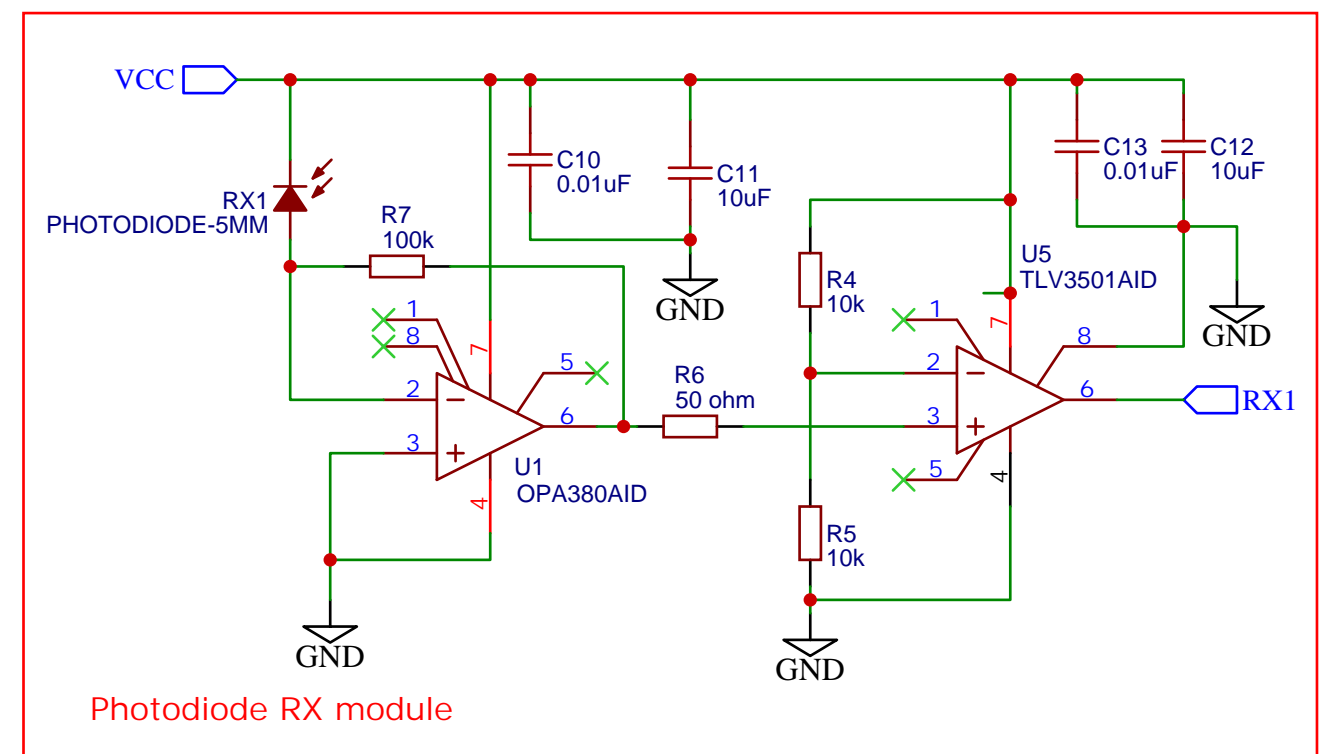 VCC
RX1
PHOTODIODE-5MM
R7
100k
C10
0.01uF
C11
10uF
GND
C13
0.01uF
C12
10uF
GND
R4
10k
U5
TLV3501AID
1
8
7
5
2
6
3
4
U1
OPA380AID
GND
R6
50 ohm
1
7
8
2
6
RX1
3
5
4
R5
10k
GND
Photodiode RX module